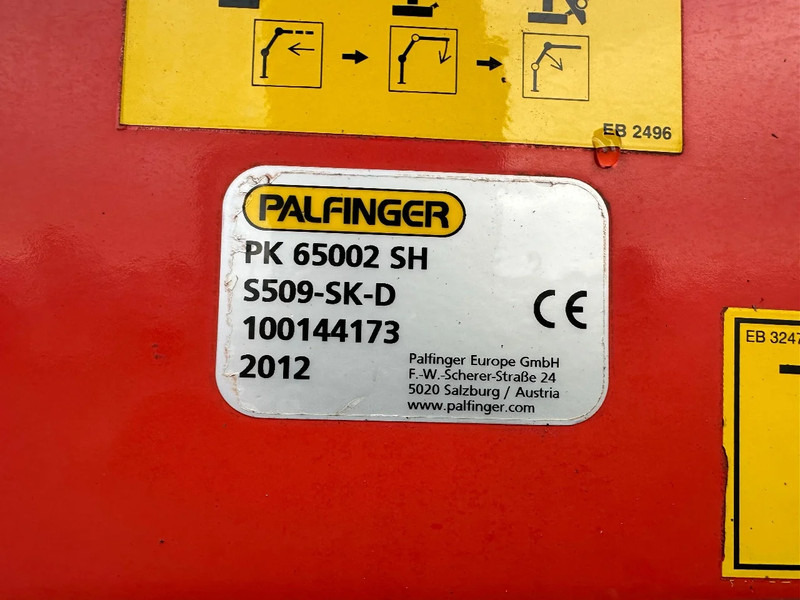 EB 2496
PALFINGER
PK 65002 SH
S509-SK-D
100144173
2012
CE
Palfinger Europe GmbH
F.-W.-Scherer-Straße 24
5020 Salzburg / Austria
www.palfinger.com
EB 3247